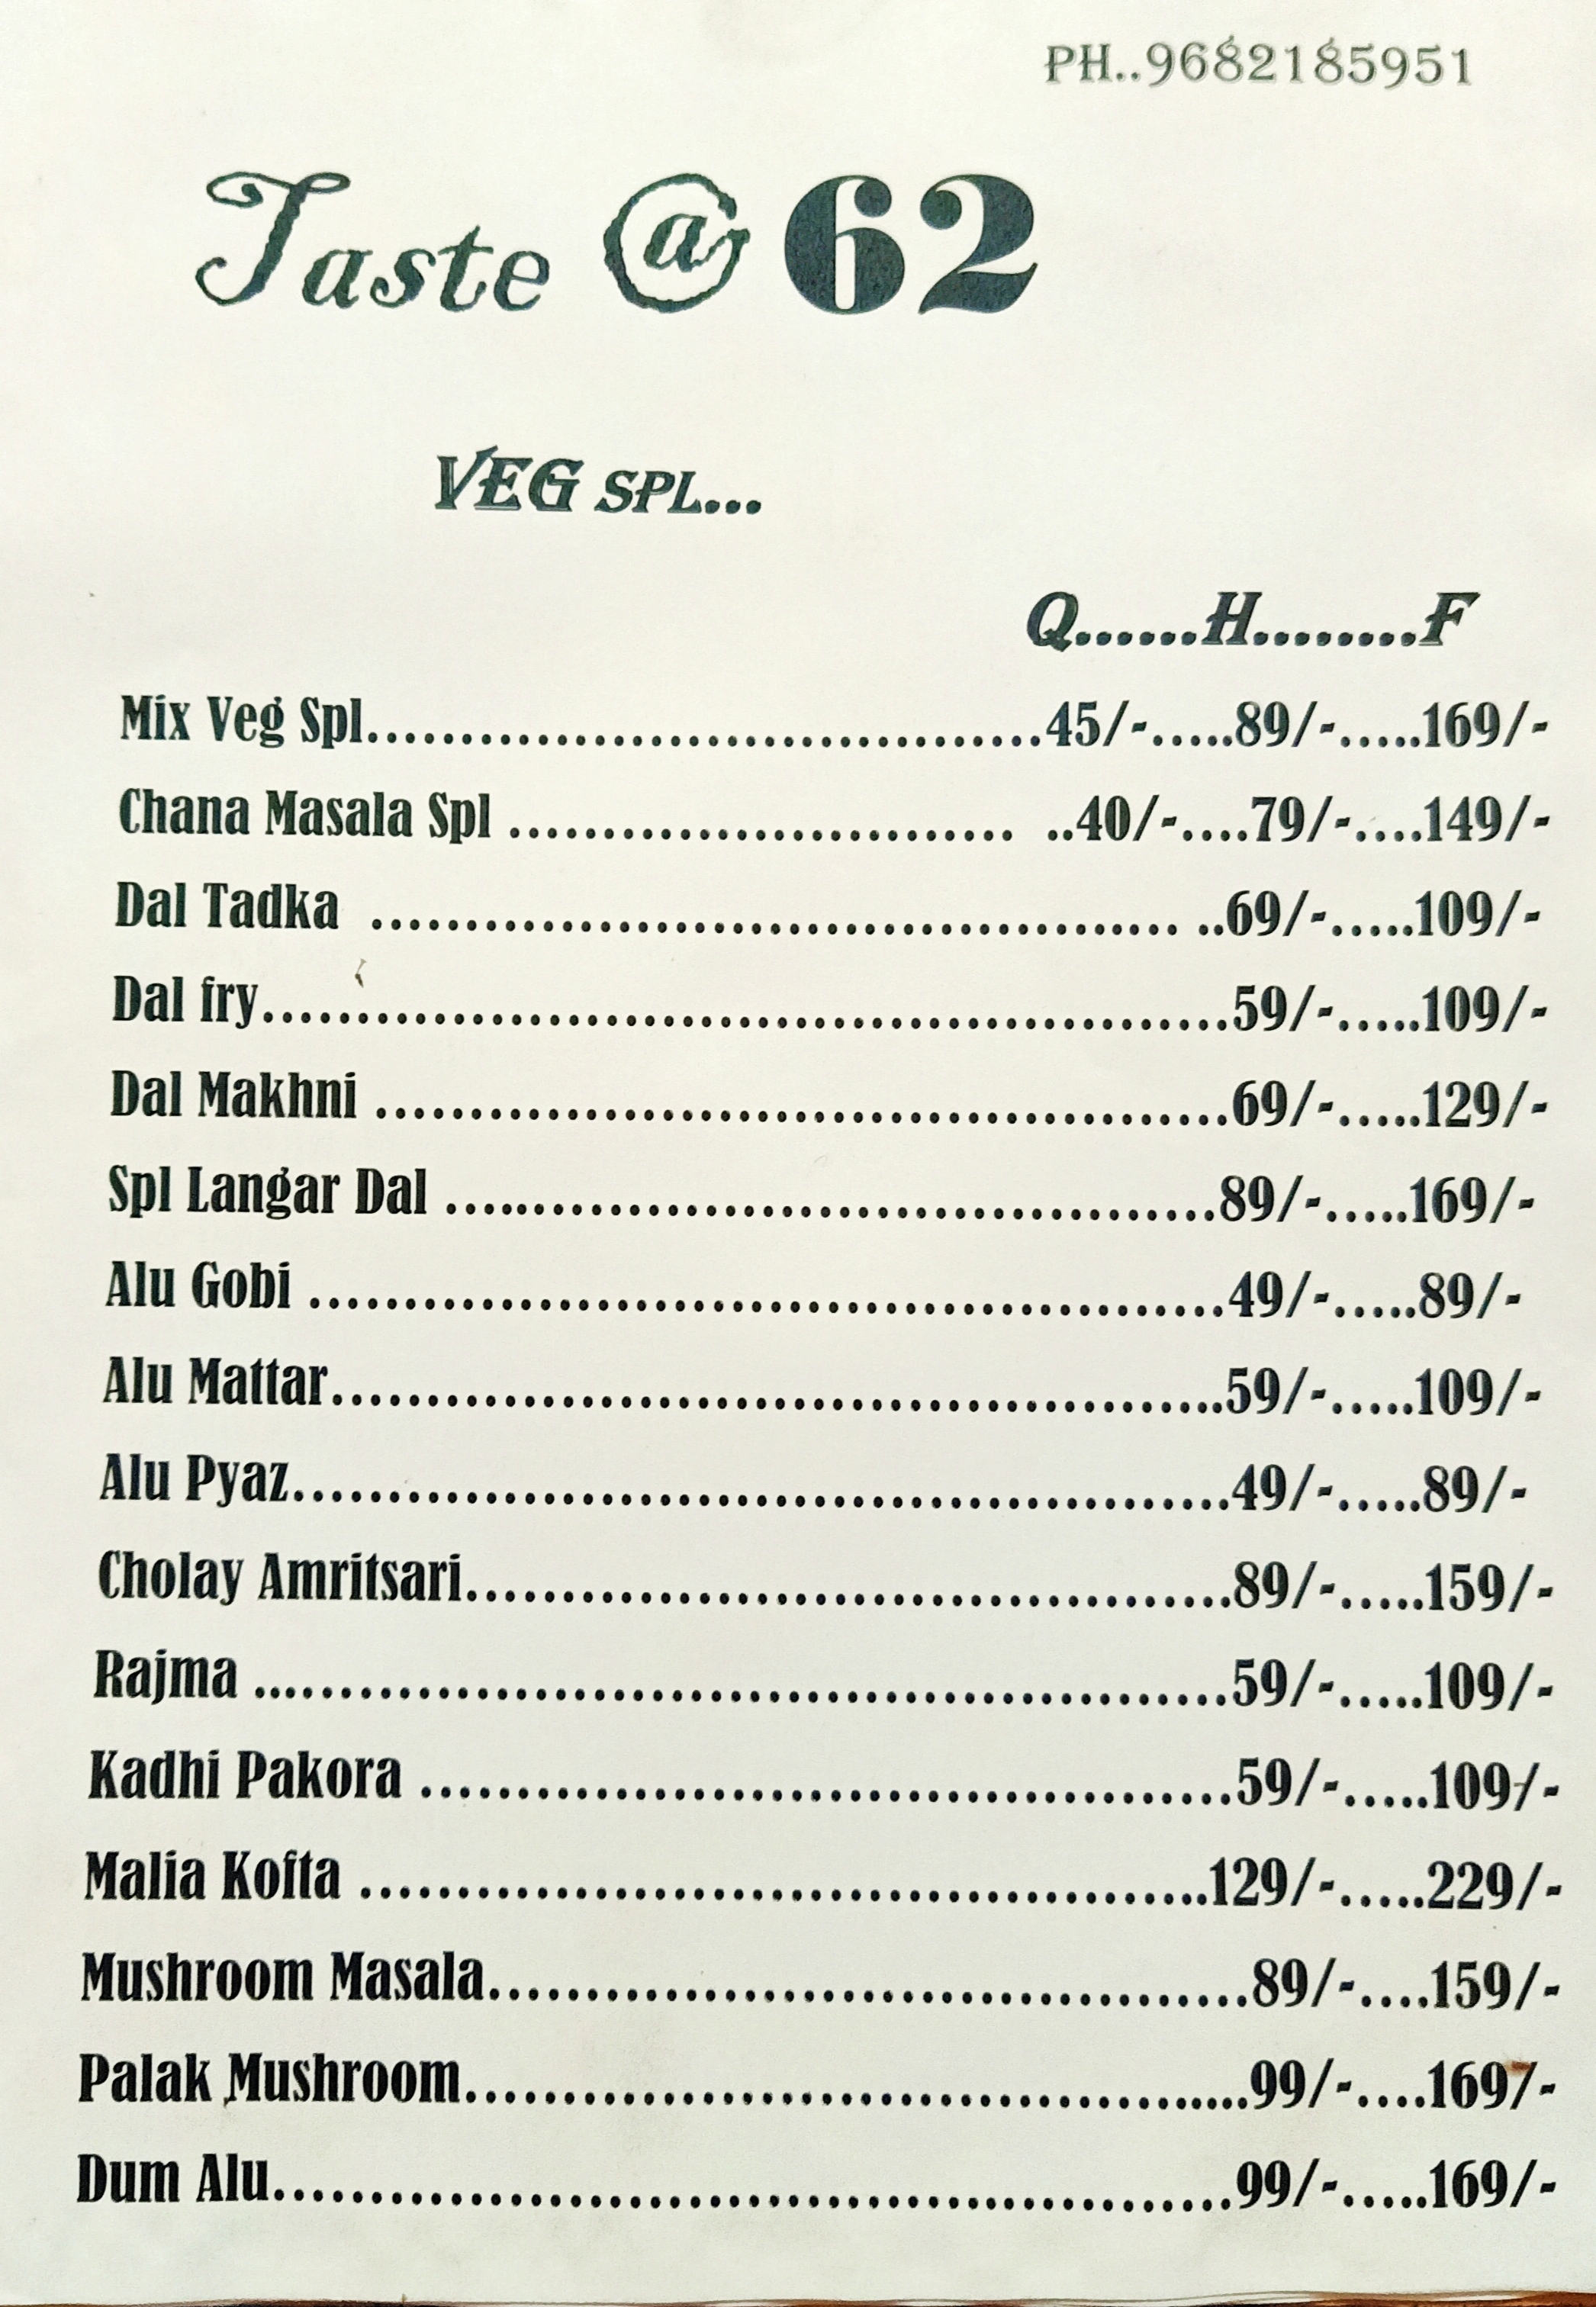 PH..9682185951
Taste @ 62
VEG SPL...
Q.......H.........F
Mix Veg Spl.............................................45/-.....89/-.....169/-
Chana Masala Spl ........................... ..40/-....79/-....149/-
Dal Tadka ........................................... ..69/-.....109/-
Dal fry...................................................59/-.....109/-
Dal Makhni .............................................69/-.....129/-
Spl Langar Dal .........................................89/-.....169/-
Alu Gobi ................................................49/-.....89/-
Alu Mattar...............................................59/-.....109/-
Alu Pyaz.................................................49/-.....89/-
Cholay Amritsari........................................89/-.....159/-
Rajma ...................................................59/-.....109/-
Kadhi Pakora ...........................................59/-.....109/-
Malia Kofta .............................................129/-.....229/-
Mushroom Masala........................................89/-....159/-
Palak Mushroom.........................................99/-....169/-
Dum Alu..................................................99/-.....169/-